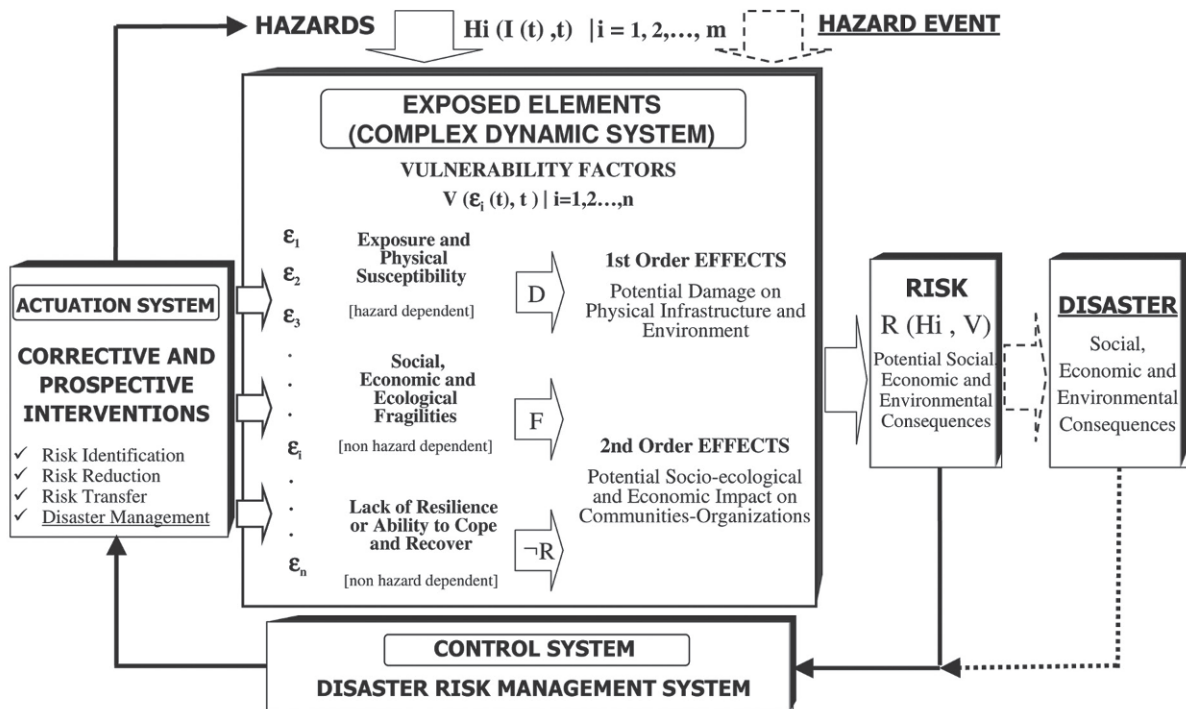 HAZARDS
Hi (I (t) ,t) | i = 1, 2,…, m
HAZARD EVENT
EXPOSED ELEMENTS
(COMPLEX DYNAMIC SYSTEM)
VULNERABILITY FACTORS
V (ε_i (t), t ) | i=1,2…,n
ACTUATION SYSTEM
CORRECTIVE AND
PROSPECTIVE
INTERVENTIONS
✓ Risk Identification
✓ Risk Reduction
✓ Risk Transfer
✓ Disaster Management
ε₁
ε₂
ε₃
.
.
.
ε_i
.
.
.
ε_n
Exposure and
Physical
Susceptibility
[hazard dependent]
D
1st Order EFFECTS
Potential Damage on
Physical Infrastructure and
Environment
Social,
Economic and
Ecological
Fragilities
[non hazard dependent]
F
2nd Order EFFECTS
Potential Socio-ecological
and Economic Impact on
Communities-Organizations
Lack of Resilience
or Ability to Cope
and Recover
[non hazard dependent]
¬R
RISK
R (Hi , V)
Potential Social,
Economic and
Environmental
Consequences
DISASTER
Social,
Economic and
Environmental
Consequences
CONTROL SYSTEM
DISASTER RISK MANAGEMENT SYSTEM